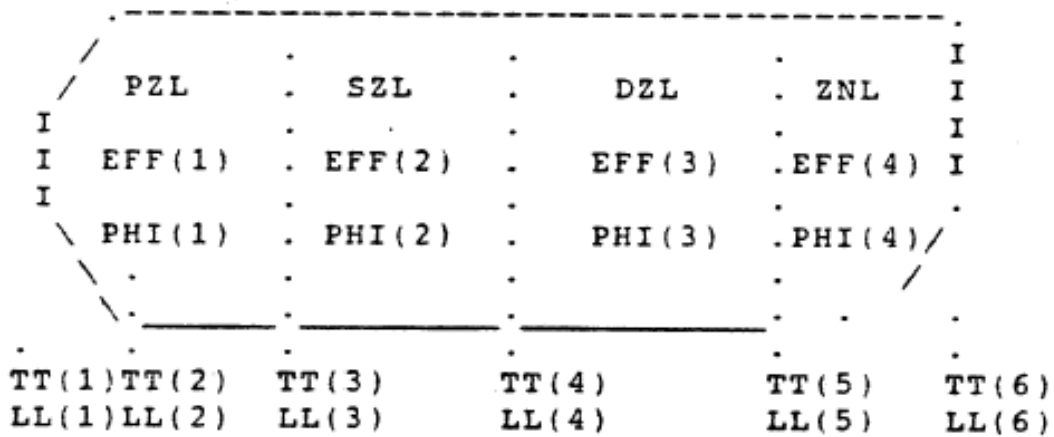 PZL SZL DZL ZNL
EFF(1) EFF(2) EFF(3) EFF(4)
PHI(1) PHI(2) PHI(3) PHI(4)
TT(1)TT(2) TT(3) TT(4) TT(5) TT(6)
LL(1)LL(2) LL(3) LL(4) LL(5) LL(6)